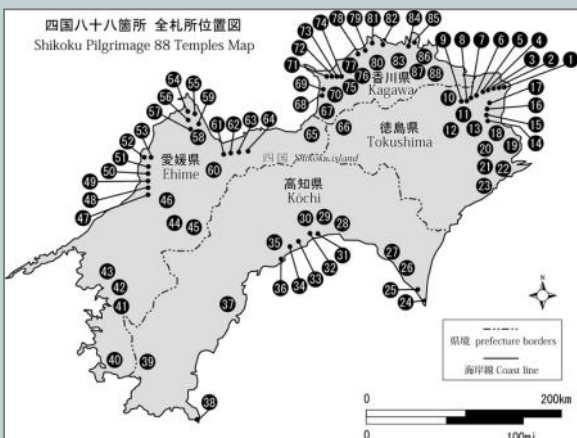 四国八十八箇所 全札所位置図
Shikoku Pilgrimage 88 Temples Map
74 78 79 81 82 84 85
73 77 80 83 86 9 8 7 6 5 4
72 76 87 88 3 2 1
71 75 香川県 10 17
69 70 Kagawa 11 16
68 67 12 13 18 15
54 55 59 徳島県 14
56 61 62 63 64 65 66 Tokushima 20 19
57 58 21 22
53 52 四国 Shikoku island 23
51 愛媛県 60
50 Ehime 高知県
49 Kōchi
48 46 30 29 28
47 44 45 35 27
31 26
32 25
33 24
36 34
43
42
41 37
40 39
38
N
県境 prefecture borders
海岸線 Coast line
0 200km
0 100mi